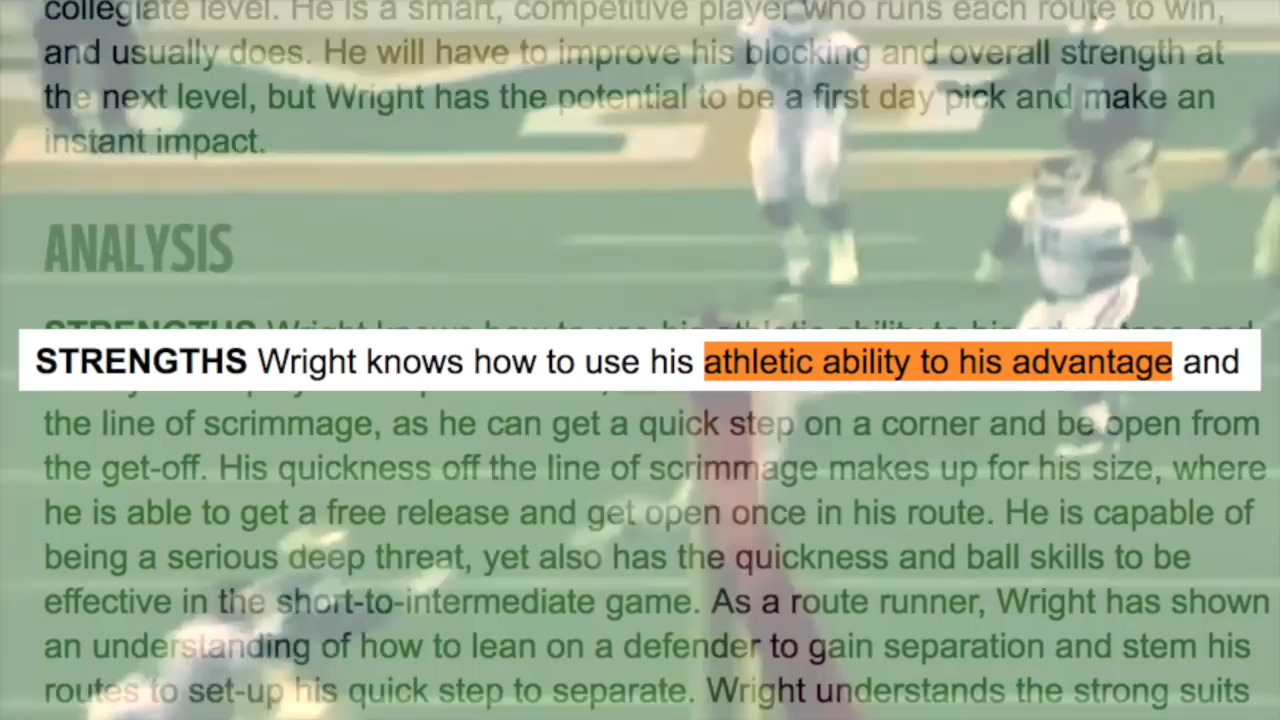 collegiate level. He is a smart, competitive player who runs each route to win,
and usually does. He will have to improve his blocking and overall strength at
the next level, but Wright has the potential to be a first day pick and make an
instant impact.
ANALYSIS
STRENGTHS Wright knows how to use his athletic ability to his advantage and
the line of scrimmage, as he can get a quick step on a corner and be open from
the get-off. His quickness off the line of scrimmage makes up for his size, where
he is able to get a free release and get open once in his route. He is capable of
being a serious deep threat, yet also has the quickness and ball skills to be
effective in the short-to-intermediate game. As a route runner, Wright has shown
an understanding of how to lean on a defender to gain separation and stem his
routes to set-up his quick step to separate. Wright understands the strong suits